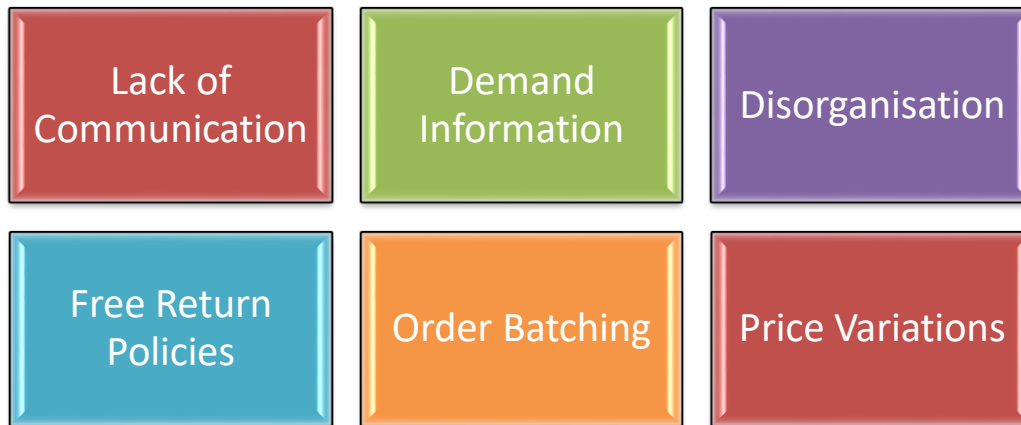 Lack of
Communication
Demand
Information
Disorganisation
Free Return
Policies
Order Batching
Price Variations